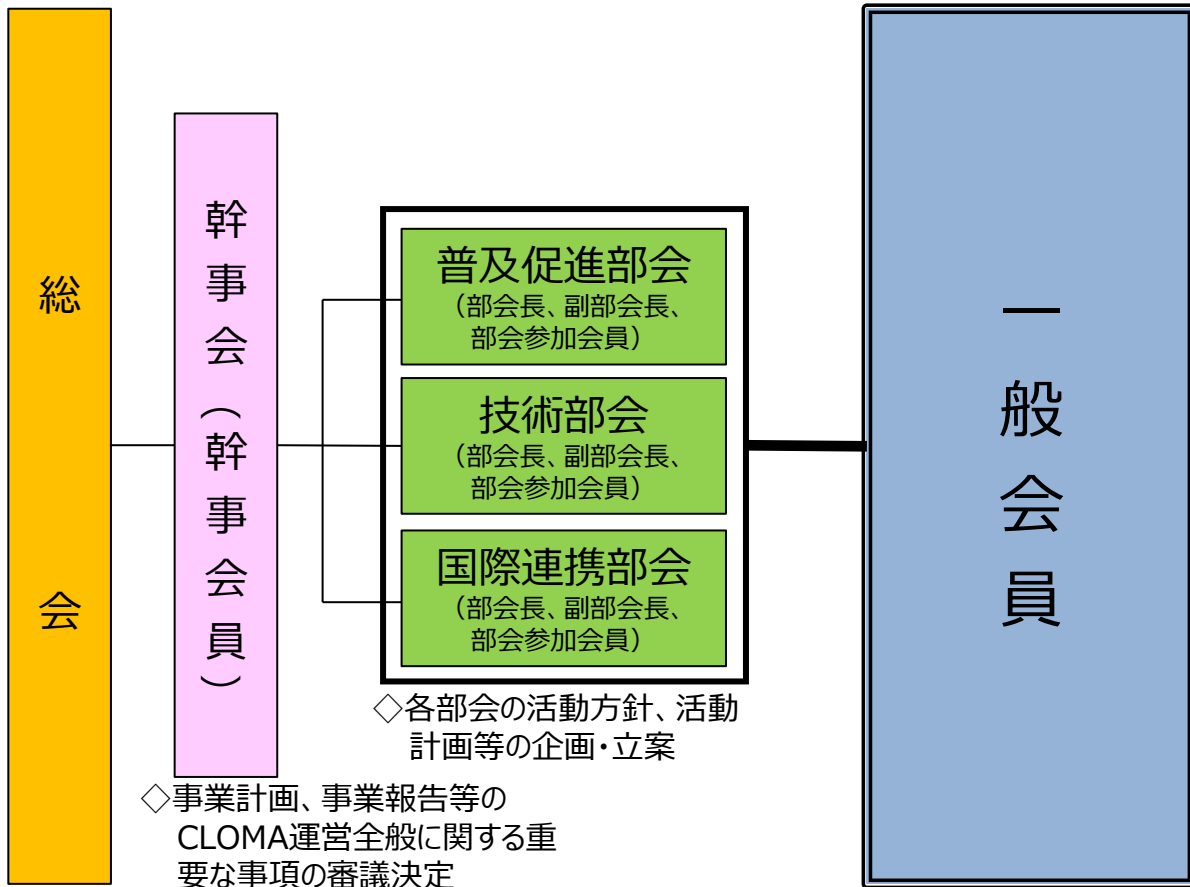 総会
幹事会(幹事会員)
普及促進部会
(部会長、副部会長、
部会参加会員)
技術部会
(部会長、副部会長、
部会参加会員)
国際連携部会
(部会長、副部会長、
部会参加会員)
◇各部会の活動方針、活動
計画等の企画・立案
◇事業計画、事業報告等の
CLOMA運営全般に関する重
要な事項の審議決定
一般会員